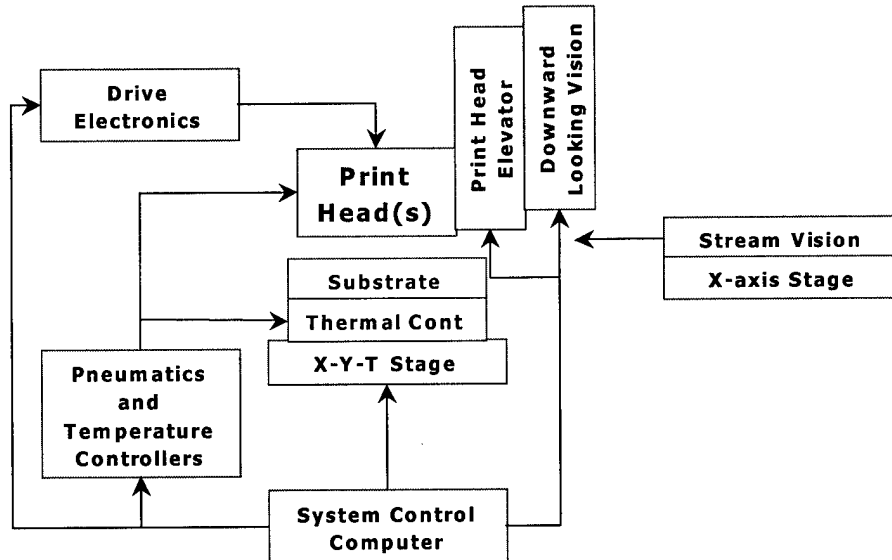 Drive
Electronics
Print
Head(s)
Print Head
Elevator
Downward
Looking Vision
Stream Vision
X-axis Stage
Substrate
Thermal Cont
X-Y-T Stage
Pneumatics
and
Temperature
Controllers
System Control
Computer